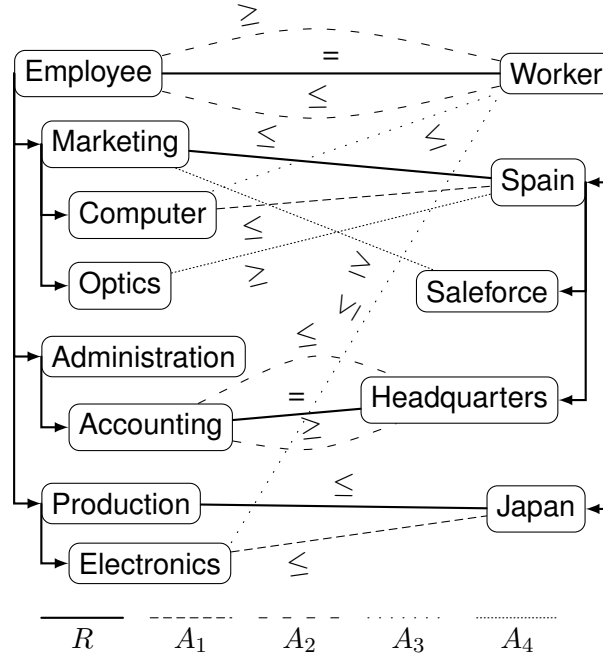 ≥
Employee = Worker
≤
Marketing ≤ ≤
Spain
Computer ≤
Optics ≥ ≥ Saleforce
≤
Administration ≤
Headquarters
Accounting = ≥
Production ≤ Japan
Electronics ≤
R A₁ A₂ A₃ A₄